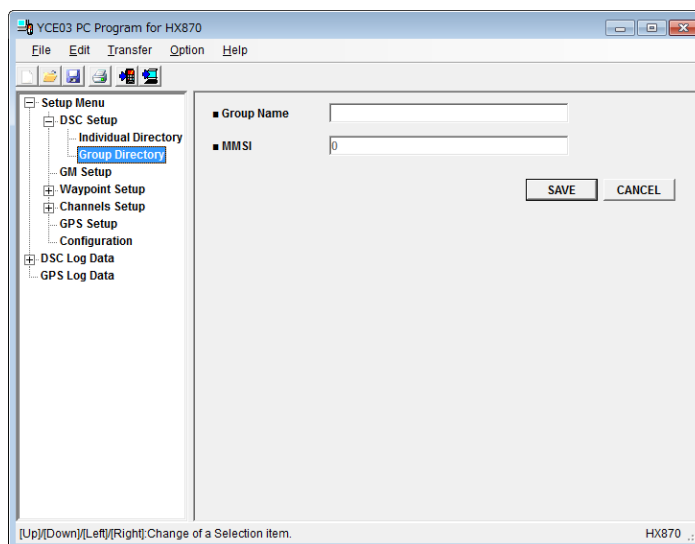 YCE03 PC Program for HX870
File Edit Transfer Option Help
Setup Menu
DSC Setup
Individual Directory
Group Directory
GM Setup
Waypoint Setup
Channels Setup
GPS Setup
Configuration
DSC Log Data
GPS Log Data
■ Group Name
■ MMSI 0
SAVE CANCEL
[Up]/[Down]/[Left]/[Right]:Change of a Selection item. HX870